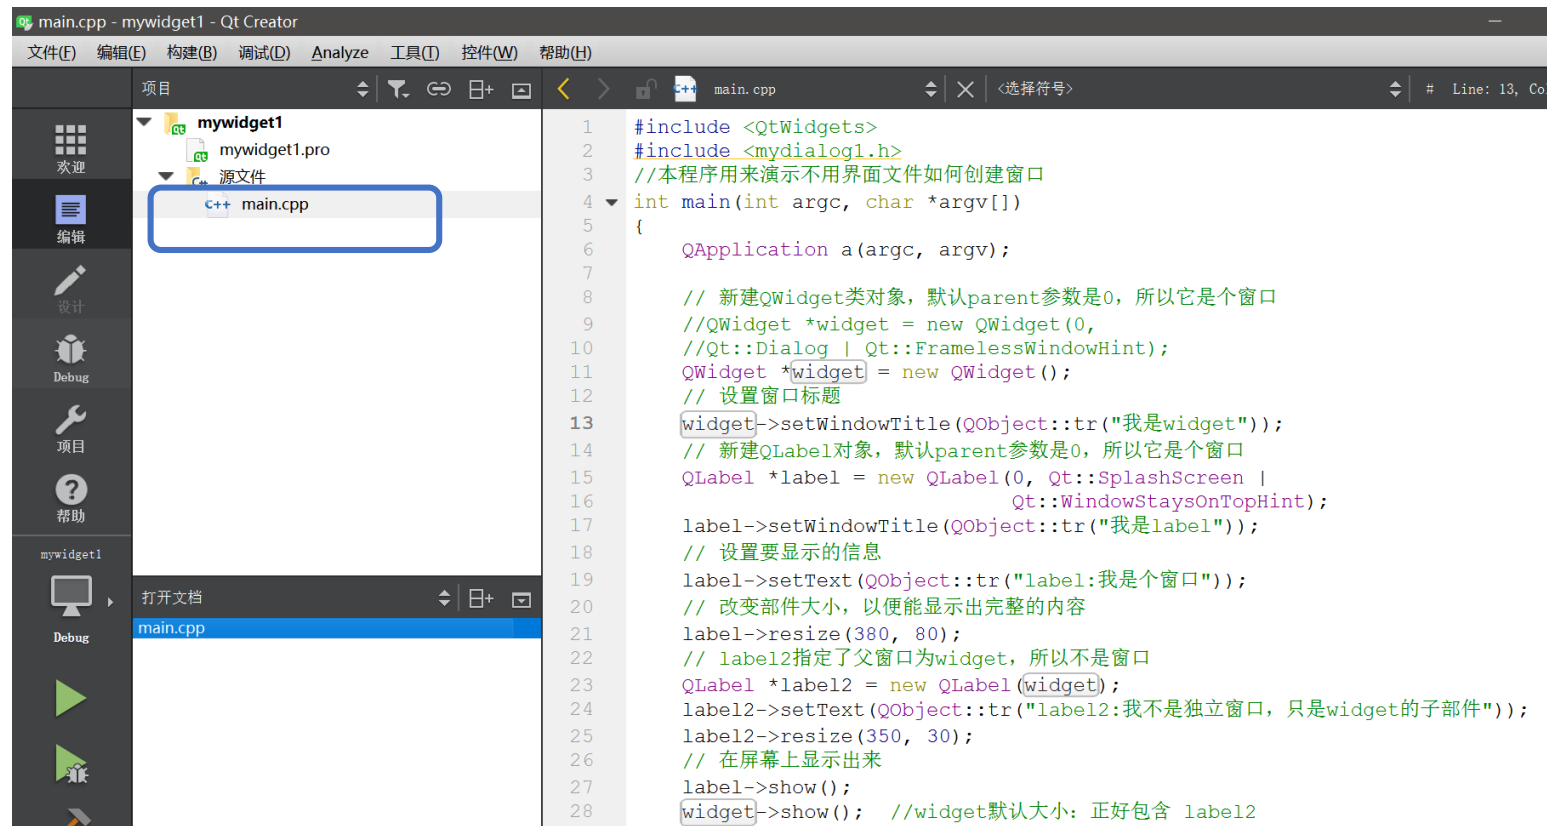 main.cpp - mywidget1 - Qt Creator
文件(F) 编辑(E) 构建(B) 调试(D) Analyze 工具(T) 控件(W) 帮助(H)
项目
main.cpp
<选择符号>
# Line: 13, Co
欢迎
编辑
设计
Debug
项目
帮助
mywidget1
Debug
mywidget1
mywidget1.pro
源文件
main.cpp
打开文档
main.cpp
1 #include <QtWidgets>
2 #include <mydialog1.h>
3 //本程序用来演示不用界面文件如何创建窗口
4 int main(int argc, char *argv[])
5 {
6 QApplication a(argc, argv);
7
8 // 新建QWidget类对象，默认parent参数是0，所以它是个窗口
9 //QWidget *widget = new QWidget(0,
10 //Qt::Dialog | Qt::FramelessWindowHint);
11 QWidget *widget = new QWidget();
12 // 设置窗口标题
13 widget->setWindowTitle(QObject::tr("我是widget"));
14 // 新建QLabel对象，默认parent参数是0，所以它是个窗口
15 QLabel *label = new QLabel(0, Qt::SplashScreen |
16 Qt::WindowStaysOnTopHint);
17 label->setWindowTitle(QObject::tr("我是label"));
18 // 设置要显示的信息
19 label->setText(QObject::tr("label:我是个窗口"));
20 // 改变部件大小，以便能显示出完整的内容
21 label->resize(380, 80);
22 // label2指定了父窗口为widget，所以不是窗口
23 QLabel *label2 = new QLabel(widget);
24 label2->setText(QObject::tr("label2:我不是独立窗口，只是widget的子部件"));
25 label2->resize(350, 30);
26 // 在屏幕上显示出来
27 label->show();
28 widget->show(); //widget默认大小：正好包含 label2